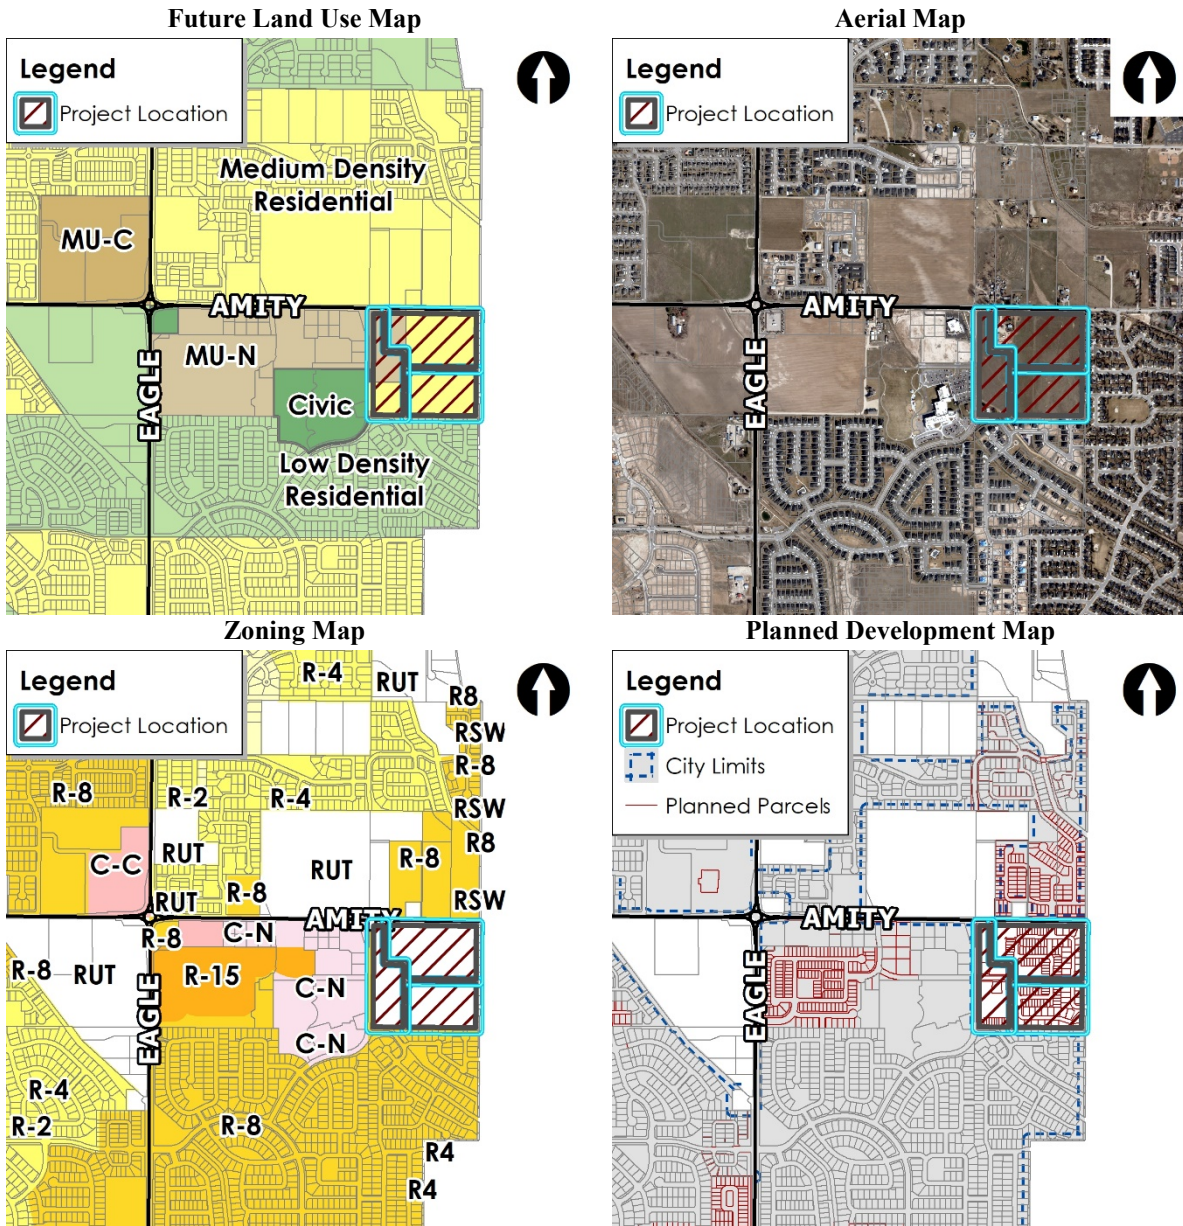 Future Land Use Map
Legend
Project Location
Medium Density
Residential
MU-C
AMITY
MU-N
EAGLE
Civic
Low Density
Residential
Aerial Map
Legend
Project Location
AMITY
EAGLE
Zoning Map
Legend
Project Location
R-4
RUT
R8
RSW
R-8
R-8
R-2
R-4
RSW
R8
C-C
RUT
RUT
R-8
R-8
RSW
RUT
AMITY
R-8
C-N
R-8
RUT
R-15
C-N
EAGLE
C-N
R-4
R-2
R-8
R4
R4
Planned Development Map
Legend
Project Location
City Limits
Planned Parcels
AMITY
EAGLE